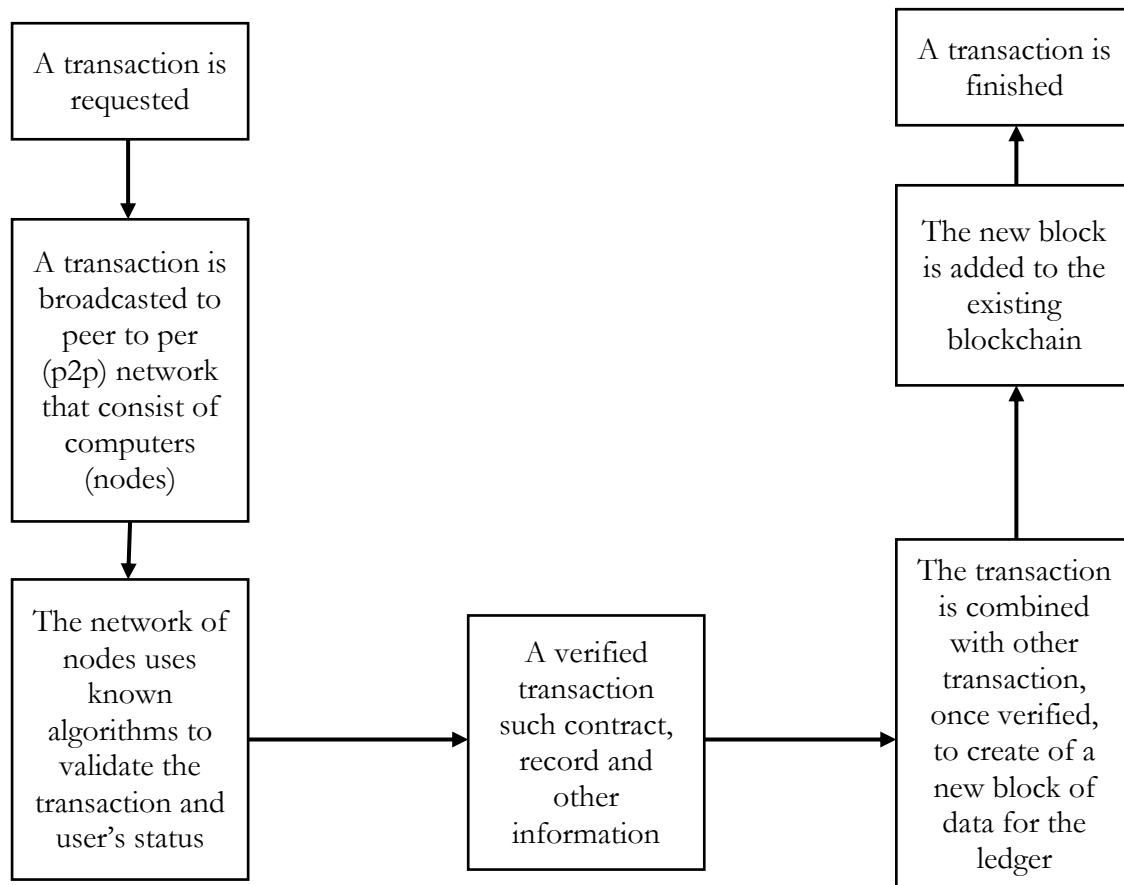 A transaction is
requested
A transaction is
broadcasted to
peer to per
(p2p) network
that consist of
computers
(nodes)
The network of
nodes uses
known
algorithms to
validate the
transaction and
user’s status
A verified
transaction
such contract,
record and
other
information
The transaction
is combined
with other
transaction,
once verified,
to create of a
new block of
data for the
ledger
The new block
is added to the
existing
blockchain
A transaction is
finished